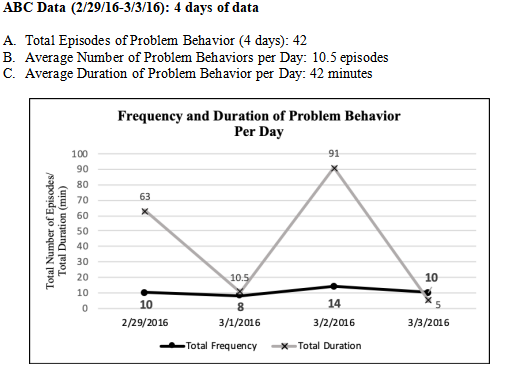 ABC Data (2/29/16-3/3/16): 4 days of data
A. Total Episodes of Problem Behavior (4 days): 42
B. Average Number of Problem Behaviors per Day: 10.5 episodes
C. Average Duration of Problem Behavior per Day: 42 minutes
Frequency and Duration of Problem Behavior
Per Day
Total Number of Episodes/
Total Duration (min)
100
90
80
70
60
50
40
30
20
10
0
63
10.5
91
10
10
8
14
5
2/29/2016 3/1/2016 3/2/2016 3/3/2016
Total Frequency Total Duration